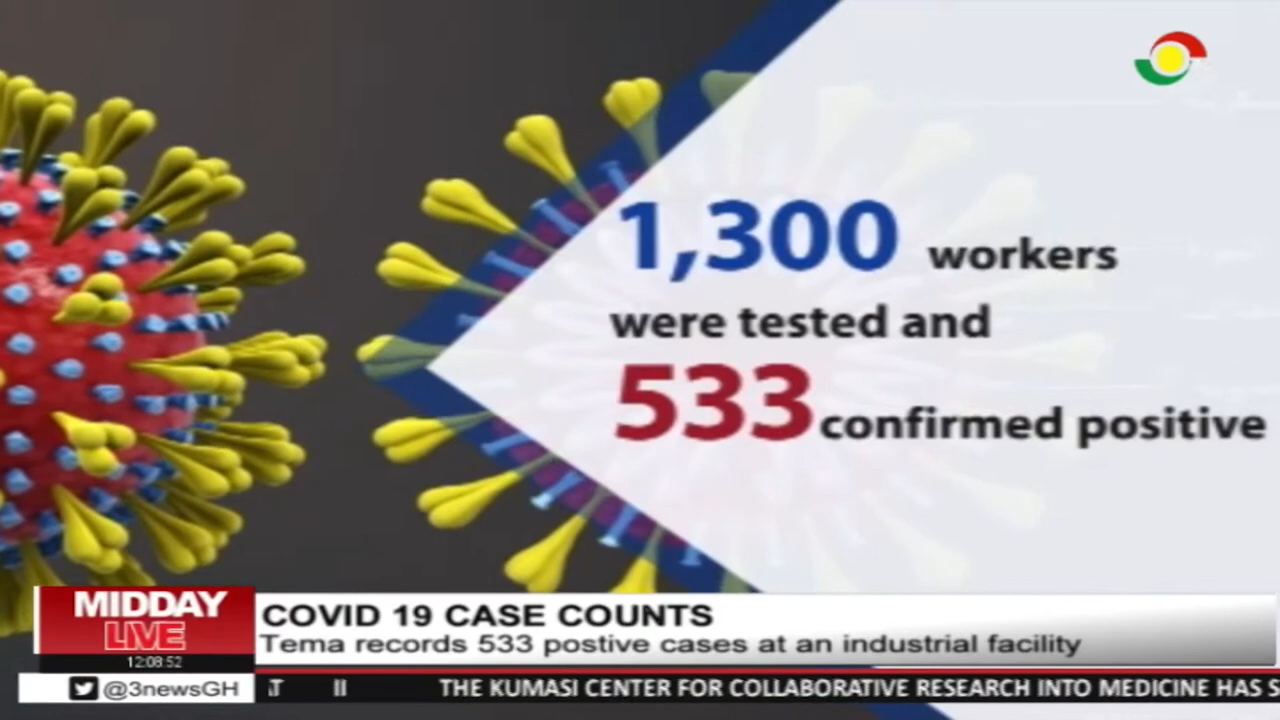 1,300 workers
were tested and
533 confirmed positive
MIDDAY
LIVE
12:08:52
COVID 19 CASE COUNTS
Tema records 533 postive cases at an industrial facility
@3newsGH
THE KUMASI CENTER FOR COLLABORATIVE RESEARCH INTO MEDICINE HAS